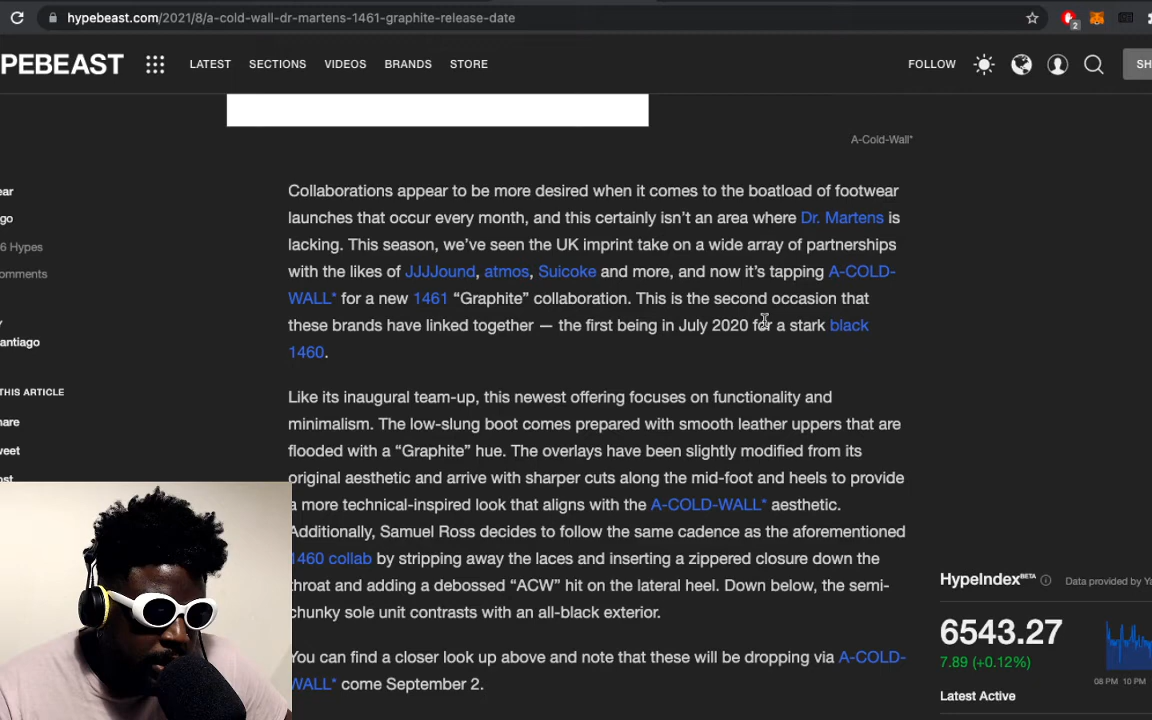 hypebeast.com/2021/8/a-cold-wall-dr-martens-1461-graphite-release-date
2
PEBEAST LATEST SECTIONS VIDEOS BRANDS STORE FOLLOW SH
A-Cold-Wall*
ear
go
6 Hypes
omments
antiago
THIS ARTICLE
hare
weet
Collaborations appear to be more desired when it comes to the boatload of footwear
launches that occur every month, and this certainly isn't an area where Dr. Martens is
lacking. This season, we've seen the UK imprint take on a wide array of partnerships
with the likes of JJJJound, atmos, Suicoke and more, and now it's tapping A-COLD-
WALL* for a new 1461 “Graphite” collaboration. This is the second occasion that
these brands have linked together — the first being in July 2020 for a stark black
1460.
Like its inaugural team-up, this newest offering focuses on functionality and
minimalism. The low-slung boot comes prepared with smooth leather uppers that are
flooded with a “Graphite” hue. The overlays have been slightly modified from its
original aesthetic and arrive with sharper cuts along the mid-foot and heels to provide
a more technical-inspired look that aligns with the A-COLD-WALL* aesthetic.
Additionally, Samuel Ross decides to follow the same cadence as the aforementioned
1460 collab by stripping away the laces and inserting a zippered closure down the
throat and adding a debossed “ACW” hit on the lateral heel. Down below, the semi-
chunky sole unit contrasts with an all-black exterior.
You can find a closer look up above and note that these will be dropping via A-COLD-
WALL* come September 2.
HypeIndex BETA Data provided by Ya
6543.27
7.89 (+0.12%)
08 PM 10 PM
Latest Active